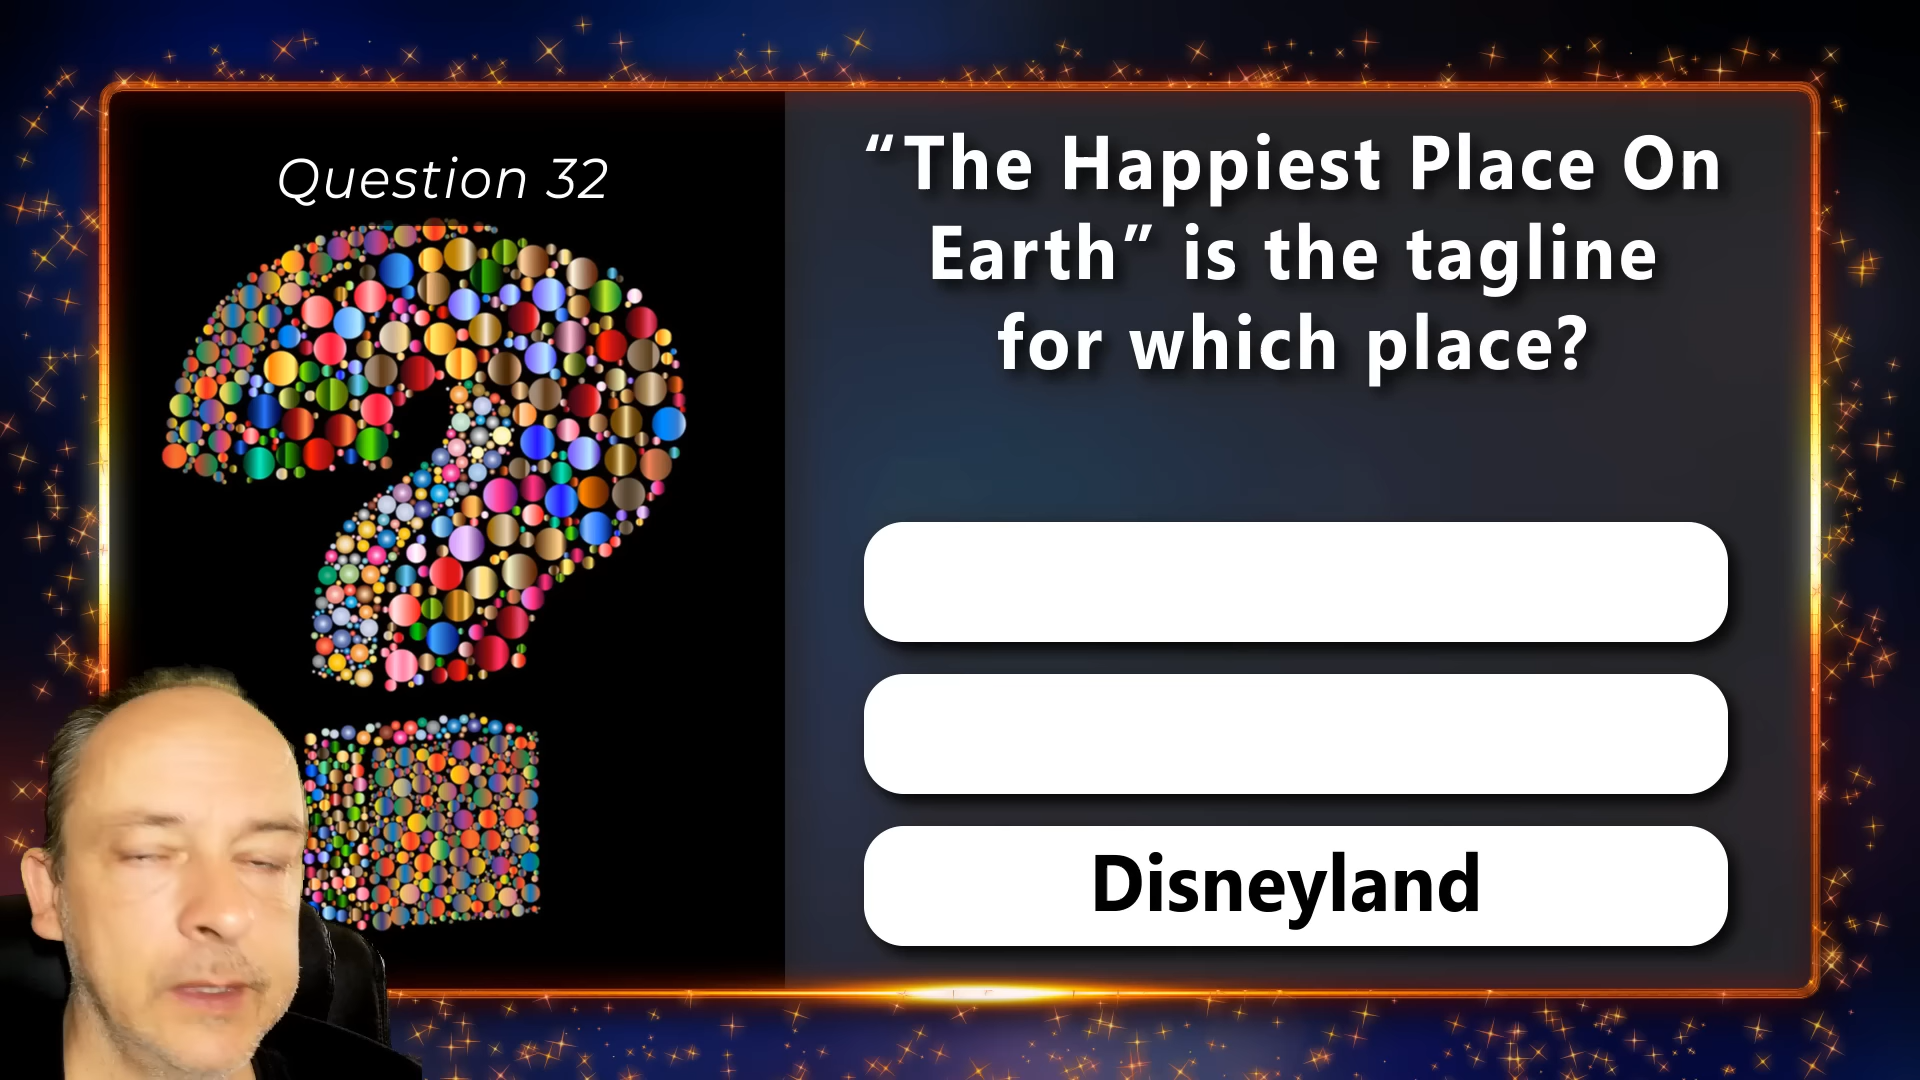 Question 32
“The Happiest Place On
Earth” is the tagline
for which place?
Disneyland